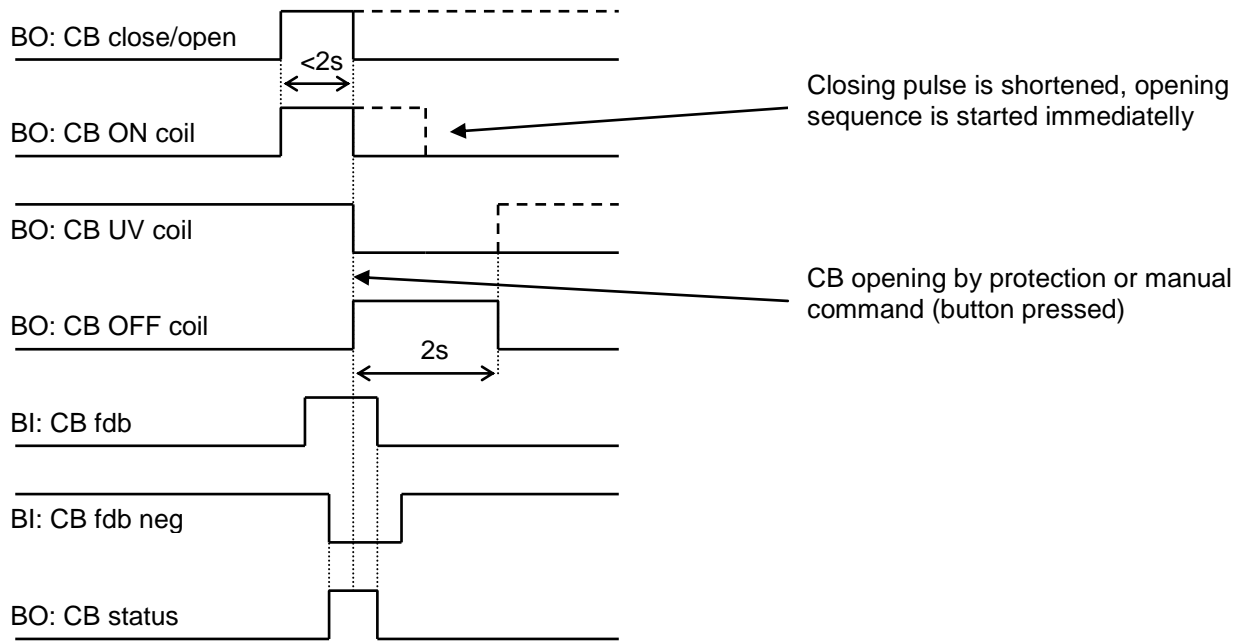 BO: CB close/open
<2s
Closing pulse is shortened, opening
sequence is started immediatelly
BO: CB ON coil
BO: CB UV coil
CB opening by protection or manual
command (button pressed)
BO: CB OFF coil
2s
BI: CB fdb
BI: CB fdb neg
BO: CB status